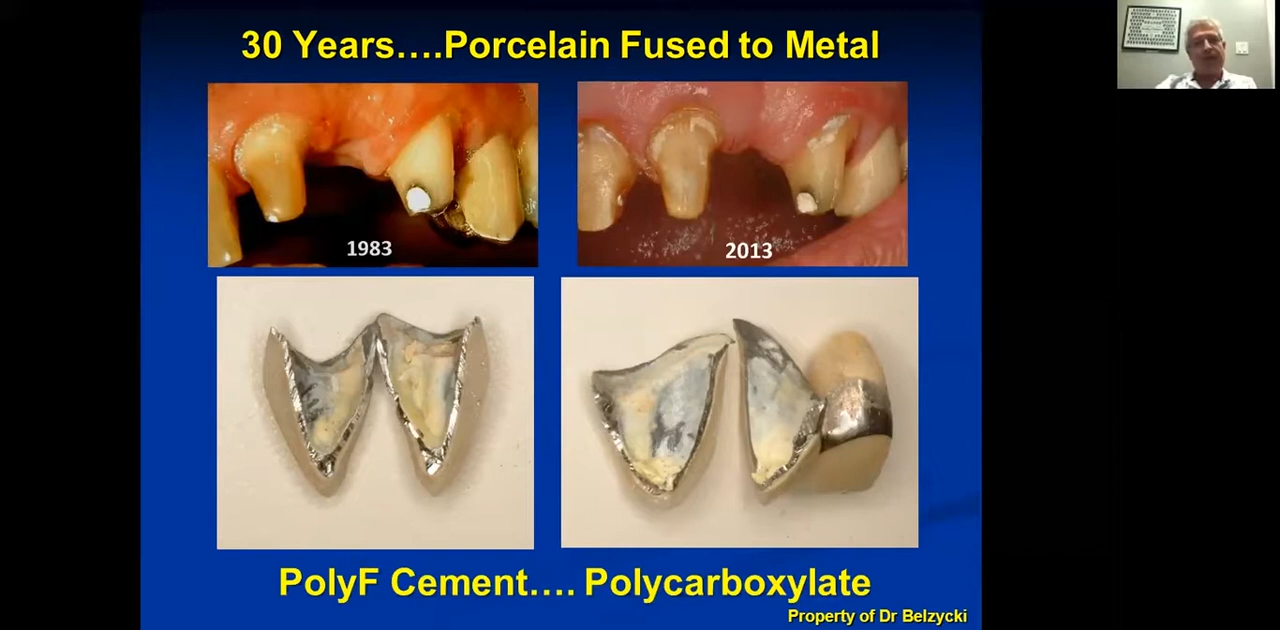 30 Years....Porcelain Fused to Metal
1983
2013
PolyF Cement.... Polycarboxylate
Property of Dr Belzycki